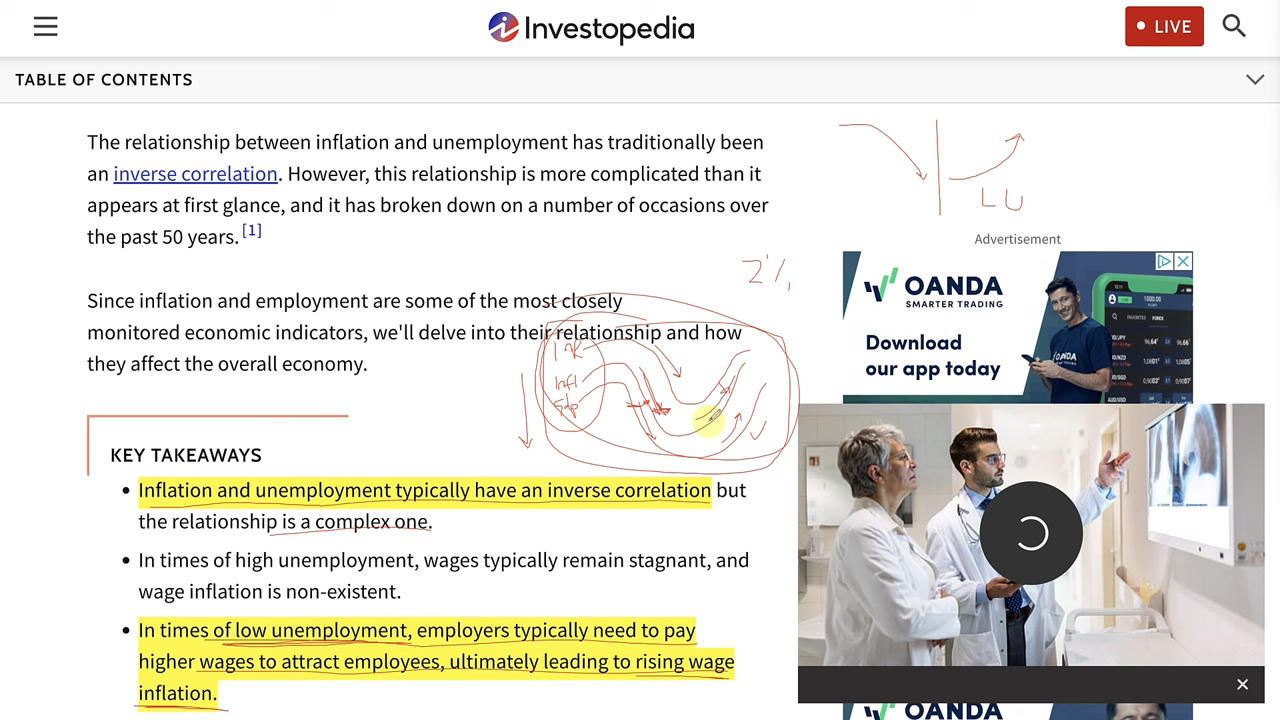 Investopedia
LIVE
TABLE OF CONTENTS
The relationship between inflation and unemployment has traditionally been
an inverse correlation. However, this relationship is more complicated than it
appears at first glance, and it has broken down on a number of occasions over
the past 50 years. [1]
LU
Advertisement
2%
Since inflation and employment are some of the most closely
monitored economic indicators, we'll delve into their relationship and how
they affect the overall economy.
Infl
Gdp
OANDA
SMARTER TRADING
Download
our app today
KEY TAKEAWAYS
• Inflation and unemployment typically have an inverse correlation but
the relationship is a complex one.
• In times of high unemployment, wages typically remain stagnant, and
wage inflation is non-existent.
• In times of low unemployment, employers typically need to pay
higher wages to attract employees, ultimately leading to rising wage
inflation.
OANDA